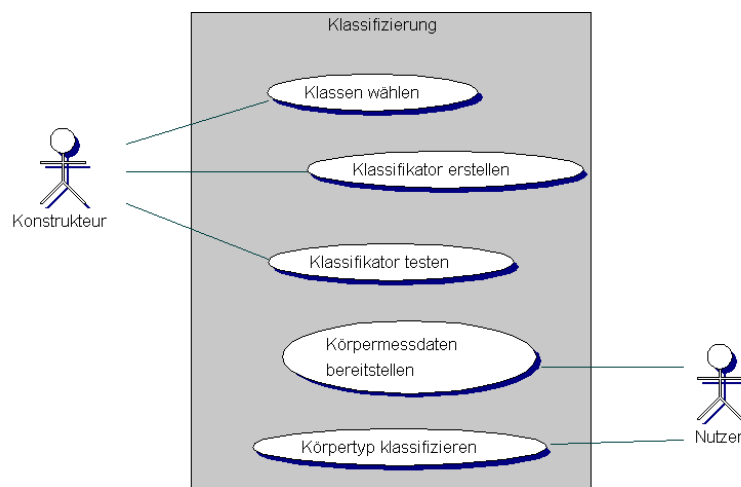 Klassifizierung
Klassen wählen
Klassifikator erstellen
Konstrukteur
Klassifikator testen
Körpermessdaten
bereitstellen
Körpertyp klassifizieren
Nutzer